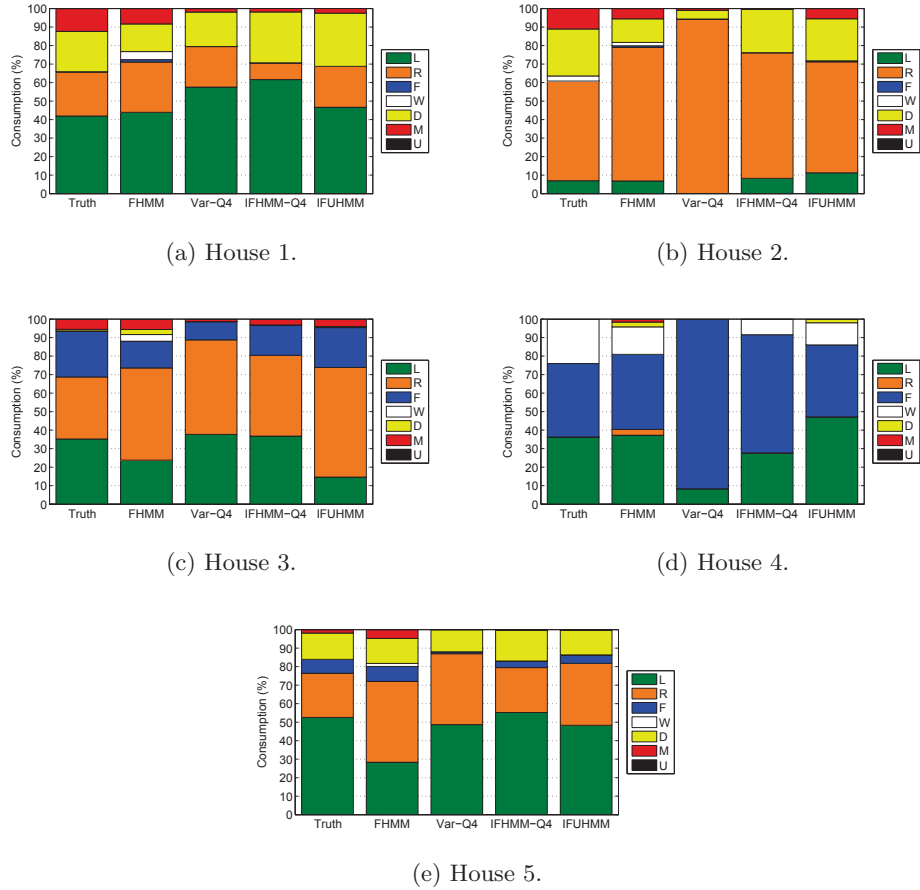 Consumption (%)
100
90
80
70
60
50
40
30
20
10
0
Truth FHMM Var−Q4 IFHMM−Q4 IFUHMM
L
R
F
W
D
M
U
(a) House 1.
Consumption (%)
100
90
80
70
60
50
40
30
20
10
0
Truth FHMM Var−Q4 IFHMM−Q4 IFUHMM
L
R
F
W
D
M
U
(b) House 2.
Consumption (%)
100
90
80
70
60
50
40
30
20
10
0
Truth FHMM Var−Q4 IFHMM−Q4 IFUHMM
L
R
F
W
D
M
U
(c) House 3.
Consumption (%)
100
90
80
70
60
50
40
30
20
10
0
Truth FHMM Var−Q4 IFHMM−Q4 IFUHMM
L
R
F
W
D
M
U
(d) House 4.
Consumption (%)
100
90
80
70
60
50
40
30
20
10
0
Truth FHMM Var−Q4 IFHMM−Q4 IFUHMM
L
R
F
W
D
M
U
(e) House 5.